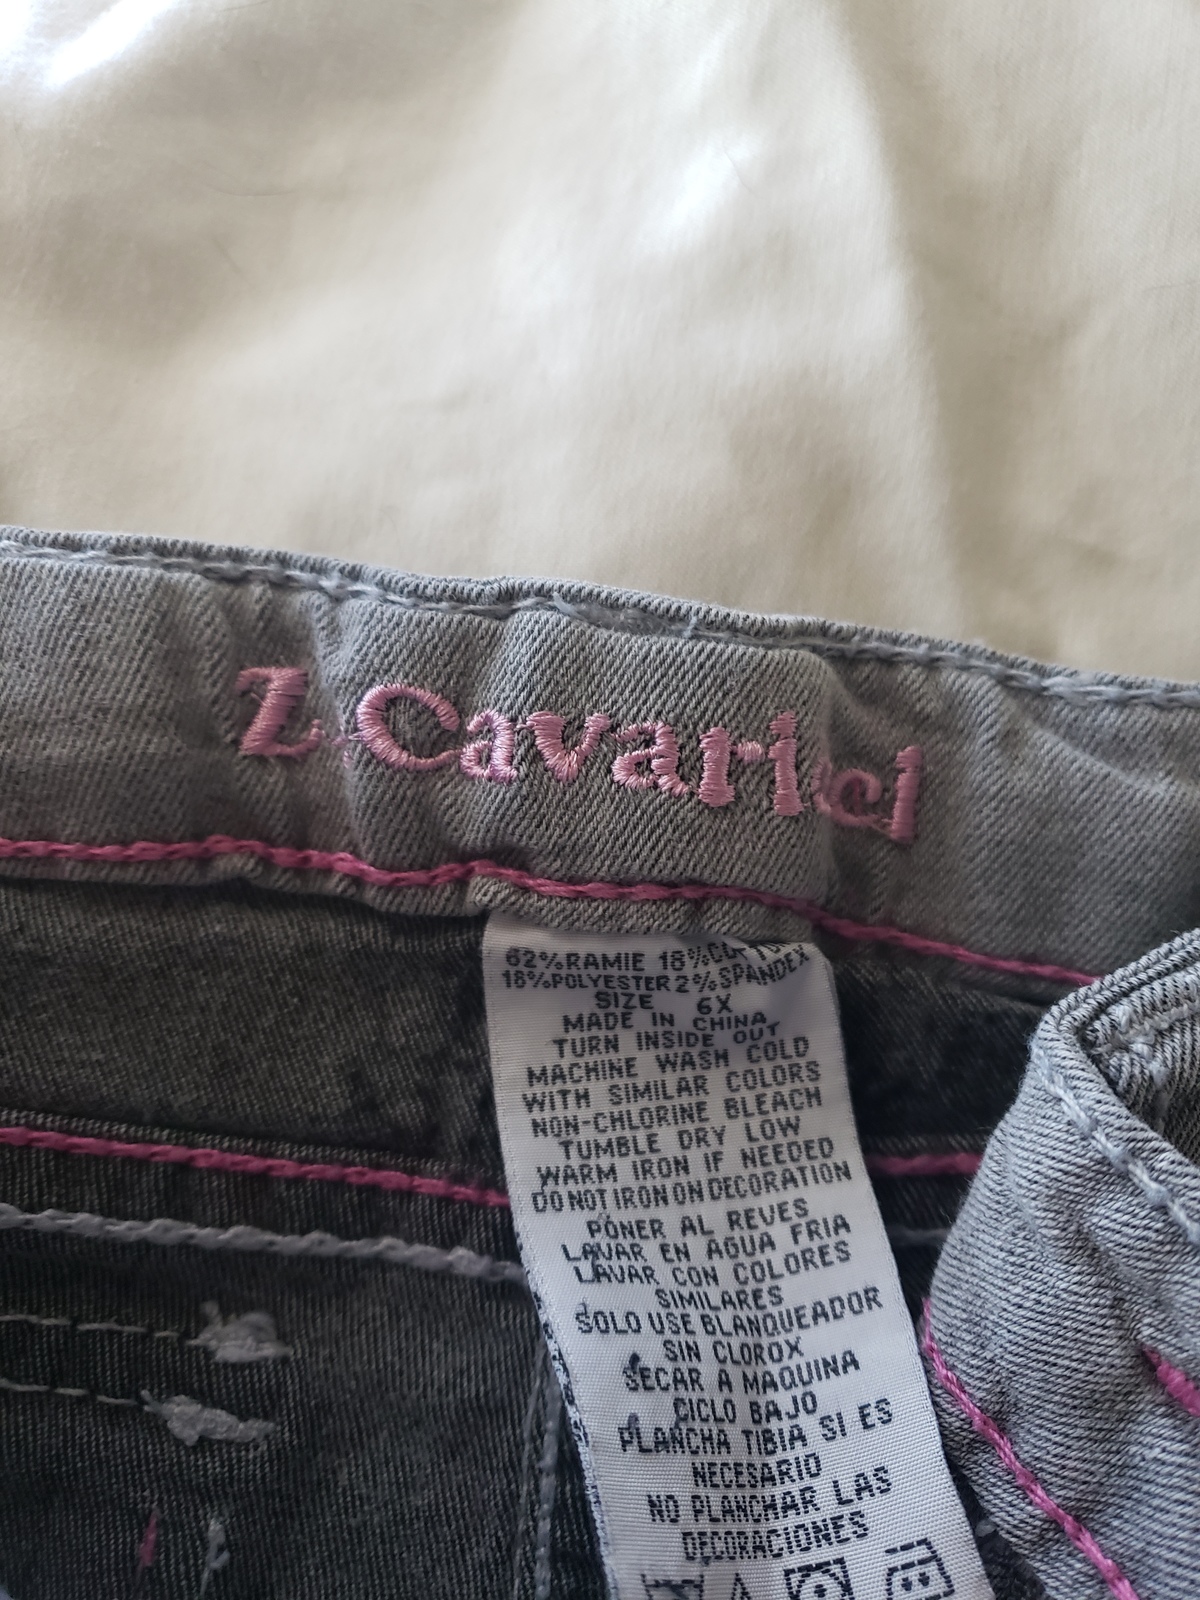 Z. Cavaricci
62% RAMIE 18% COTTON
18% POLYESTER 2% SPANDEX
SIZE 6X
MADE IN CHINA
TURN INSIDE OUT
MACHINE WASH COLD
WITH SIMILAR COLORS
NON-CHLORINE BLEACH
TUMBLE DRY LOW
WARM IRON IF NEEDED
DO NOT IRON ON DECORATION
PONER AL REVES
LAVAR EN AGUA FRIA
LAVAR CON COLORES
SIMILARES
SOLO USE BLANQUEADOR
SIN CLOROX
SECAR A MAQUINA
CICLO BAJO
PLANCHA TIBIA SI ES
NECESARIO
NO PLANCHAR LAS
DECORACIONES